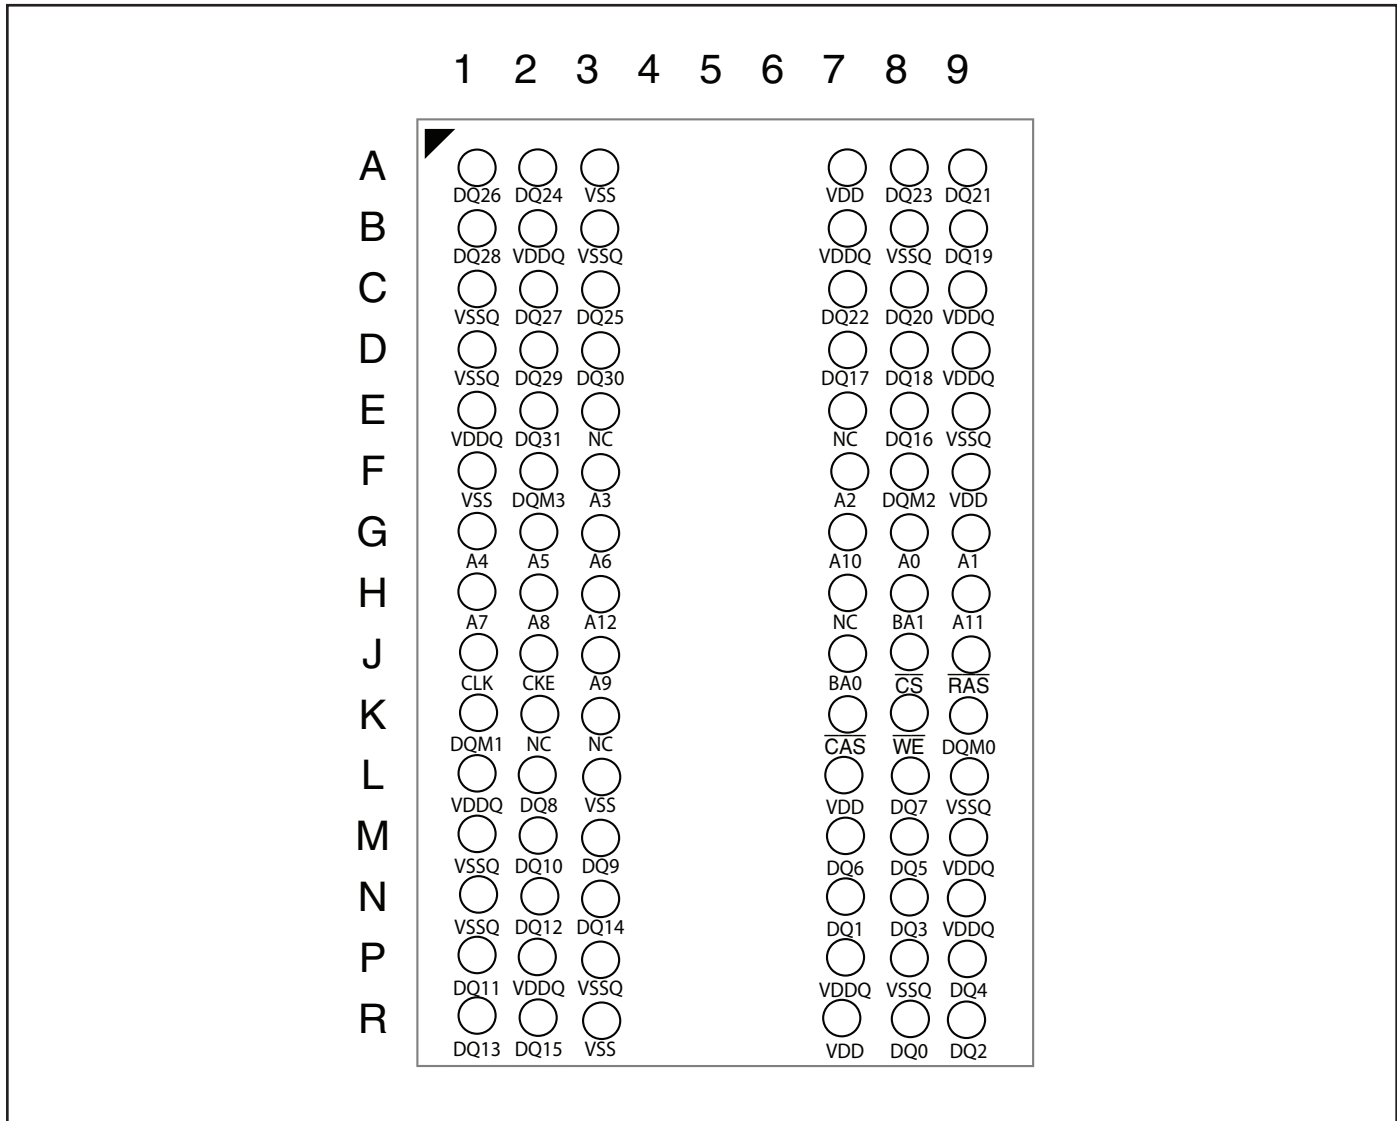 1 2 3 4 5 6 7 8 9
A
DQ26 DQ24 VSS VDD DQ23 DQ21
B
DQ28 VDDQ VSSQ VDDQ VSSQ DQ19
C
VSSQ DQ27 DQ25 DQ22 DQ20 VDDQ
D
VSSQ DQ29 DQ30 DQ17 DQ18 VDDQ
E
VDDQ DQ31 NC NC DQ16 VSSQ
F
VSS DQM3 A3 A2 DQM2 VDD
G
A4 A5 A6 A10 A0 A1
H
A7 A8 A12 NC BA1 A11
J
CLK CKE A9 BA0 C̅S̅ R̅A̅S̅
K
DQM1 NC NC C̅A̅S̅ W̅E̅ DQM0
L
VDDQ DQ8 VSS VDD DQ7 VSSQ
M
VSSQ DQ10 DQ9 DQ6 DQ5 VDDQ
N
VSSQ DQ12 DQ14 DQ1 DQ3 VDDQ
P
DQ11 VDDQ VSSQ VDDQ VSSQ DQ4
R
DQ13 DQ15 VSS VDD DQ0 DQ2